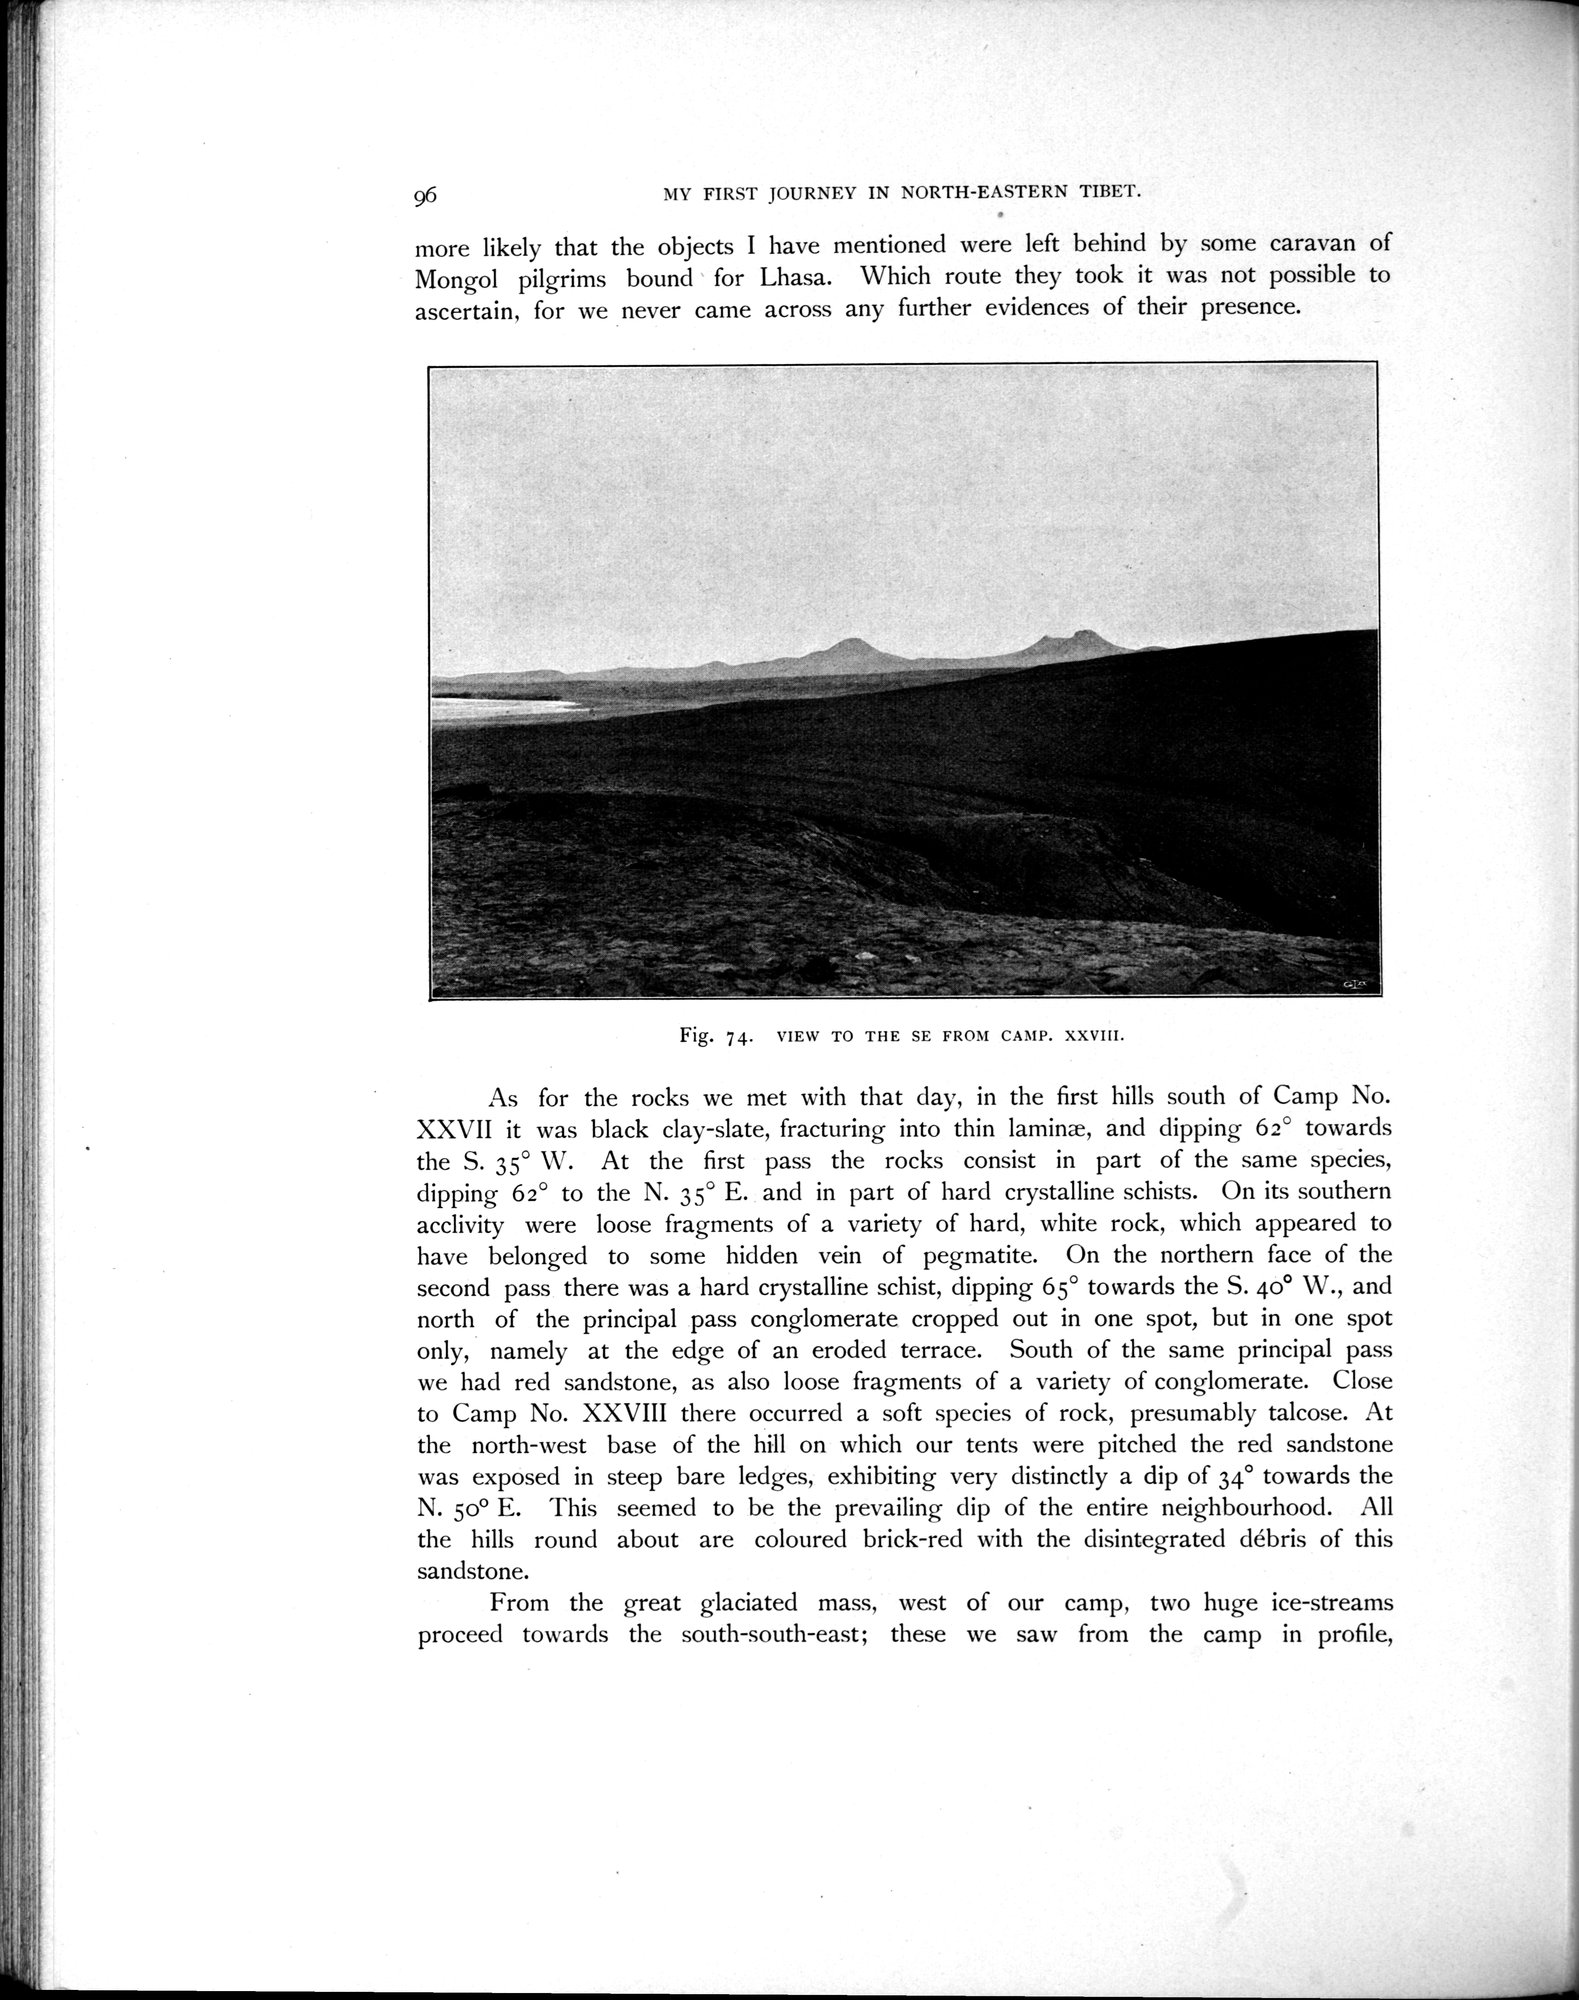 96
MY FIRST JOURNEY IN NORTH-EASTERN TIBET.
more likely that the objects I have mentioned were left behind by some caravan of
Mongol pilgrims bound for Lhasa. Which route they took it was not possible to
ascertain, for we never came across any further evidences of their presence.
Fig. 74. VIEW TO THE SE FROM CAMP. XXVIII.
As for the rocks we met with that day, in the first hills south of Camp No.
XXVII it was black clay-slate, fracturing into thin laminæ, and dipping 62° towards
the S. 35° W. At the first pass the rocks consist in part of the same species,
dipping 62° to the N. 35° E. and in part of hard crystalline schists. On its southern
acclivity were loose fragments of a variety of hard, white rock, which appeared to
have belonged to some hidden vein of pegmatite. On the northern face of the
second pass there was a hard crystalline schist, dipping 65° towards the S. 40° W., and
north of the principal pass conglomerate cropped out in one spot, but in one spot
only, namely at the edge of an eroded terrace. South of the same principal pass
we had red sandstone, as also loose fragments of a variety of conglomerate. Close
to Camp No. XXVIII there occurred a soft species of rock, presumably talcose. At
the north-west base of the hill on which our tents were pitched the red sandstone
was exposed in steep bare ledges, exhibiting very distinctly a dip of 34° towards the
N. 50° E. This seemed to be the prevailing dip of the entire neighbourhood. All
the hills round about are coloured brick-red with the disintegrated débris of this
sandstone.
From the great glaciated mass, west of our camp, two huge ice-streams
proceed towards the south-south-east; these we saw from the camp in profile,